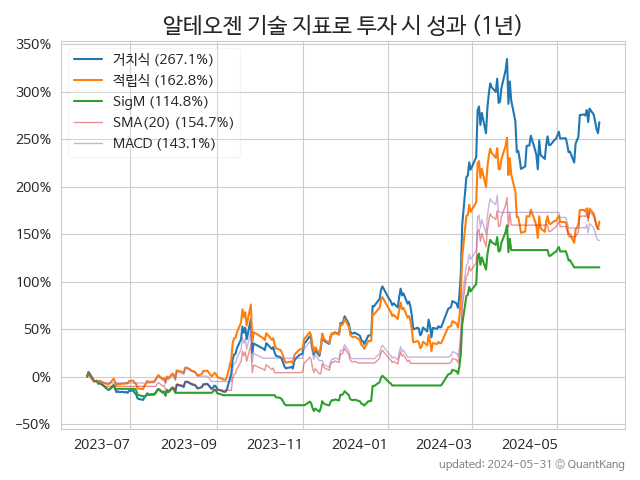 알테오젠 기술 지표로 투자 시 성과 (1년)
350%
300%
250%
200%
150%
100%
50%
0%
−50%
거치식 (267.1%)
적립식 (162.8%)
SigM (114.8%)
SMA(20) (154.7%)
MACD (143.1%)
2023-07
2023-09
2023-11
2024-01
2024-03
2024-05
updated: 2024-05-31 © QuantKang